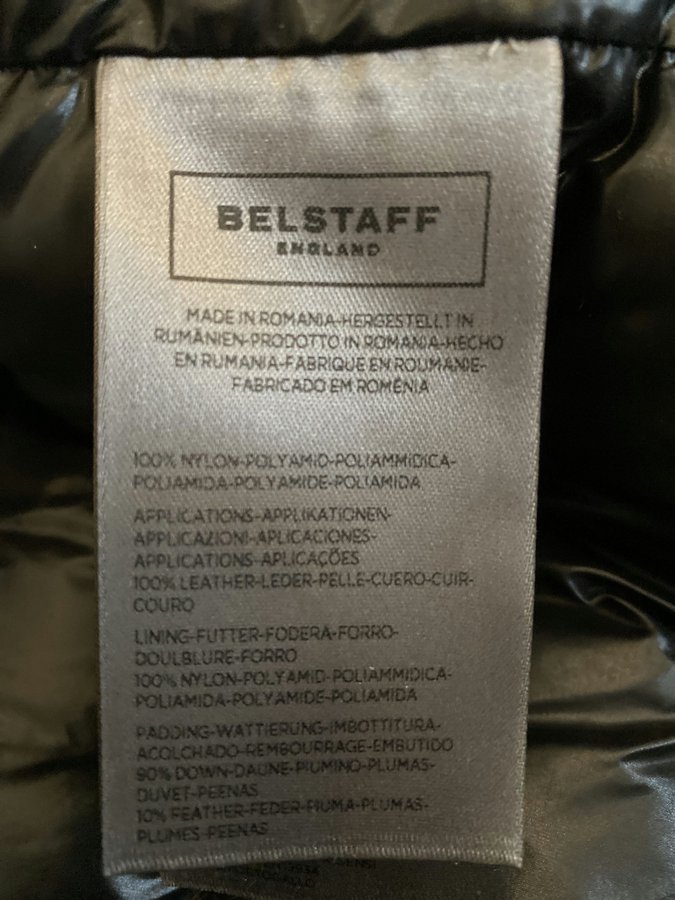 BELSTAFF
ENGLAND
MADE IN ROMANIA-HERGESTELLT IN
RUMÄNIEN-PRODOTTO IN ROMANIA-HECHO
EN RUMANIA-FABRIQUE EN ROUMANIE-
FABRICADO EM ROMÉNIA
100% NYLON-POLYAMID-POLIAMMIDICA-
POLIAMIDA-POLYAMIDE-POLIAMIDA
APPLICATIONS-APPLIKATIONEN-
APPLICAZIONI-APLICACIONES-
APPLICATIONS-APLICAÇÕES
100% LEATHER-LEDER-PELLE-CUERO-CUIR-
COURO
LINING-FUTTER-FODERA-FORRO-
DOULBLURE-FORRO
100% NYLON-POLYAMID-POLIAMMIDICA-
POLIAMIDA-POLYAMIDE-POLIAMIDA
PADDING-WATTIERUNG-IMBOTTITURA-
ACOLCHADO-REMBOURRAGE-EMBUTIDO
90% DOWN-DAUNE-PIUMINO-PLUMAS-
DUVET-PEENAS
10% FEATHER-FEDER-PIUMA-PLUMAS-
PLUMES-PEENAS